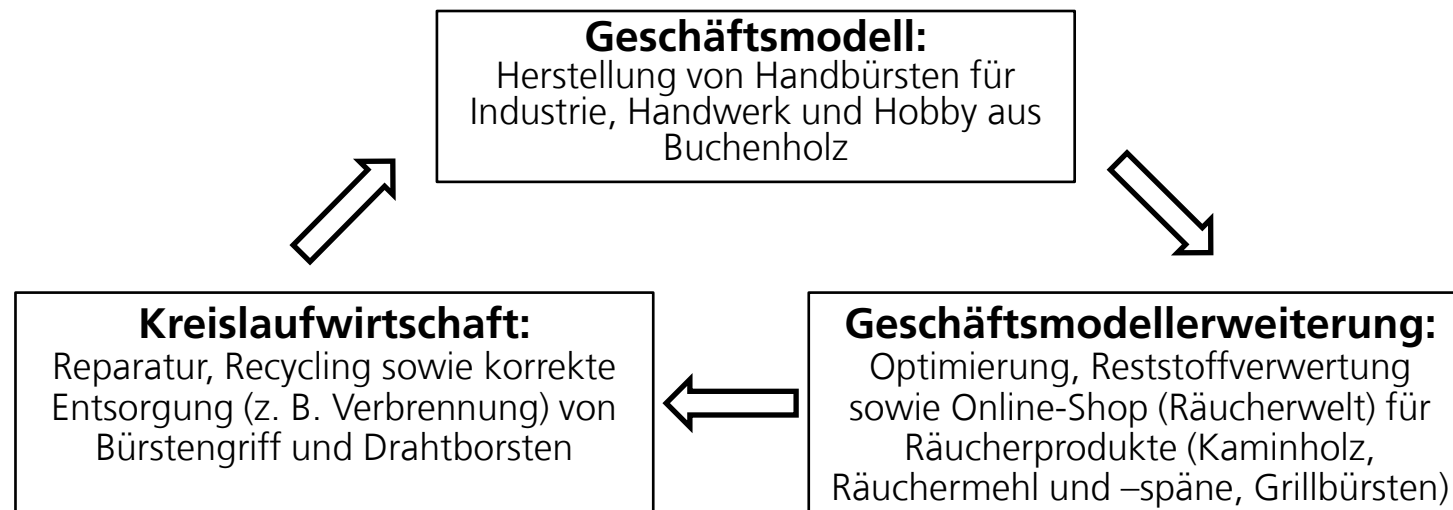 Geschäftsmodell:
Herstellung von Handbürsten für
Industrie, Handwerk und Hobby aus
Buchenholz
Kreislaufwirtschaft:
Reparatur, Recycling sowie korrekte
Entsorgung (z. B. Verbrennung) von
Bürstengriff und Drahtborsten
Geschäftsmodellerweiterung:
Optimierung, Reststoffverwertung
sowie Online-Shop (Räucherwelt) für
Räucherprodukte (Kaminholz,
Räuchermehl und –späne, Grillbürsten)